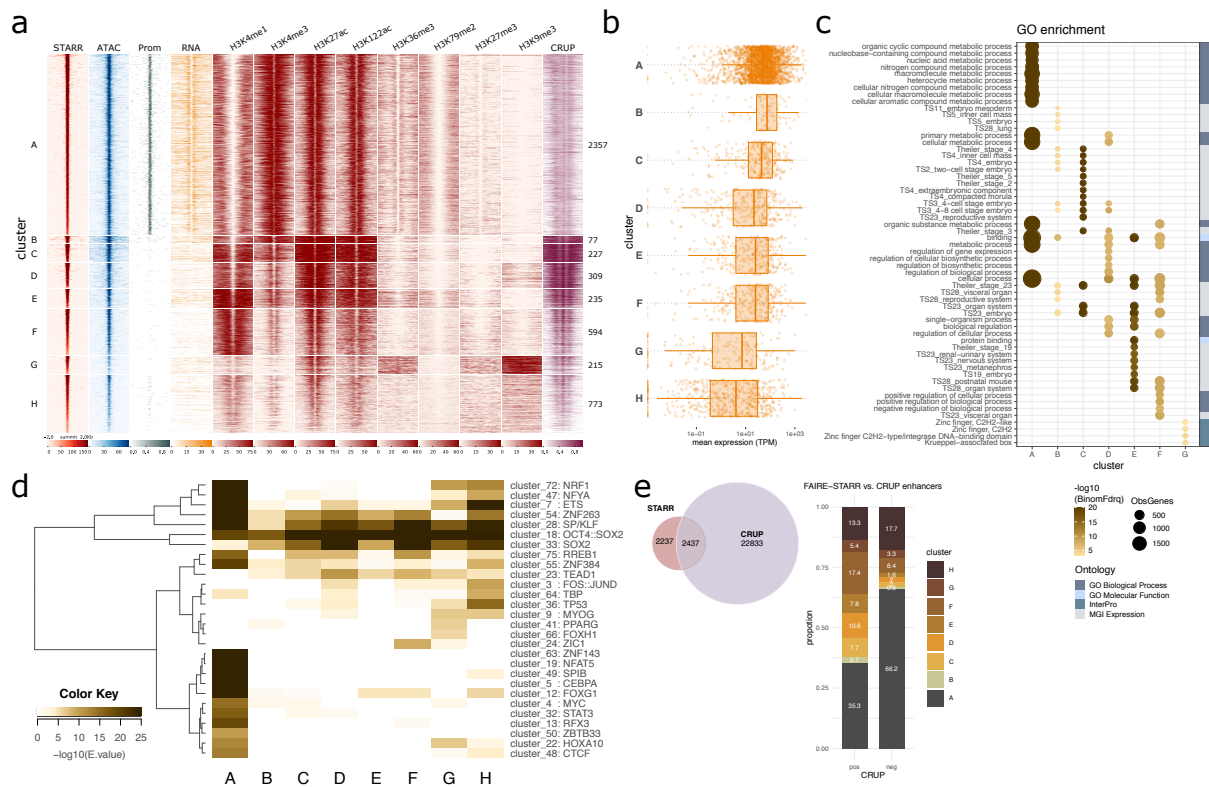 a
STARR ATAC Prom RNA H3K4me1 H3K4me3 H3K27ac H3K122ac H3K36me3 H3K79me2 H3K27me3 H3K9me3 CRUP
cluster
A 2357
B 77
C 227
D 309
E 235
F 594
G 215
H 773
-2.0 summit 2.0Kb
b
cluster
A
B
C
D
E
F
G
H
1e−01 1e+01 1e+03
mean expression (TPM)
c
GO enrichment
organic cyclic compound metabolic process
nucleobase−containing compound metabolic process
nucleic acid metabolic process
nitrogen compound metabolic process
macromolecule metabolic process
heterocycle metabolic process
cellular nitrogen compound metabolic process
cellular macromolecule metabolic process
cellular aromatic compound metabolic process
TS11_embryo mesoderm
TS5_inner cell mass
TS5_embryo
TS28_lung
primary metabolic process
cellular metabolic process
Theiler_stage_4
TS4_inner cell mass
TS4_embryo
TS2_two−cell stage embryo
Theiler_stage_5
Theiler_stage_2
TS4_extraembryonic component
TS4_compacted morula
TS3_4−cell stage embryo
TS3_4−8 cell stage embryo
TS23_reproductive system
organic substance metabolic process
Theiler_stage_3
binding
metabolic process
regulation of gene expression
regulation of cellular biosynthetic process
regulation of biosynthetic process
regulation of biological process
cellular process
Theiler_stage_23
TS28_visceral organ
TS28_reproductive system
TS23_organ system
TS23_embryo
single−organism process
biological regulation
regulation of cellular process
protein binding
Theiler_stage_19
TS23_renal−urinary system
TS23_nervous system
TS23_metanephros
TS19_embryo
TS28_postnatal mouse
TS28_organ system
positive regulation of cellular process
positive regulation of biological process
negative regulation of biological process
TS23_visceral organ
Zinc finger, C2H2−like
Zinc finger, C2H2
Zinc finger C2H2−type/integrase DNA−binding domain
Krueppel−associated box
A B C D E F G
cluster
-log10
(BinomFdrq)
20
15
10
5
ObsGenes
500
1000
1500
Ontology
GO Biological Process
GO Molecular Function
InterPro
MGI Expression
d
cluster_72: NRF1
cluster_47: NFYA
cluster_7 : ETS
cluster_54: ZNF263
cluster_28: SP/KLF
cluster_18: OCT4::SOX2
cluster_33: SOX2
cluster_75: RREB1
cluster_55: ZNF384
cluster_23: TEAD1
cluster_3 : FOS::JUND
cluster_64: TBP
cluster_36: TP53
cluster_9 : MYOG
cluster_41: PPARG
cluster_66: FOXH1
cluster_24: ZIC1
cluster_63: ZNF143
cluster_19: NFAT5
cluster_49: SPIB
cluster_5 : CEBPA
cluster_12: FOXG1
cluster_4 : MYC
cluster_32: STAT3
cluster_13: RFX3
cluster_50: ZBTB33
cluster_22: HOXA10
cluster_48: CTCF
A B C D E F G H
Color Key
0 5 10 15 20 25
−log10(E.value)
e
STARR
2237
2437
CRUP
22833
FAIRE−STARR vs. CRUP enhancers
propotion
1.00
0.75
0.50
0.25
0.00
13.3
5.4
17.4
7.8
10.6
7.7
2.7
35.3
17.7
3.3
6.4
1.6
66.2
pos neg
CRUP
cluster
H
G
F
E
D
C
B
A